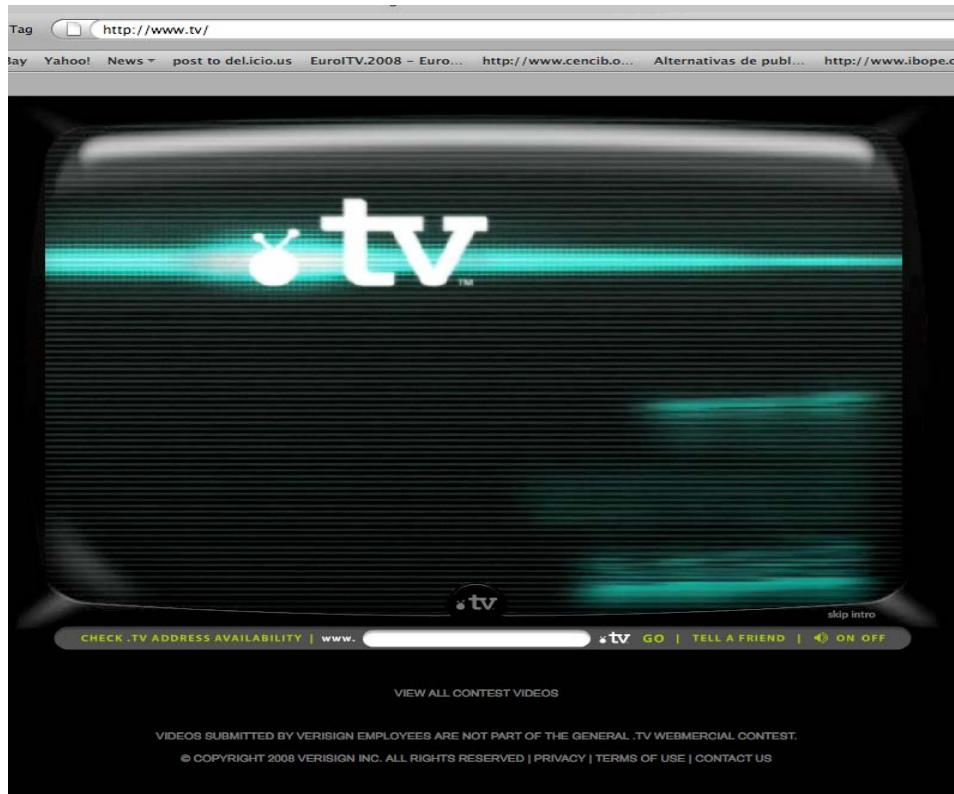 Tag http://www.tv/
Bay Yahoo! News post to del.icio.us EuroITV.2008 – Euro... http://www.cencib.o... Alternativas de publ... http://www.ibope.c
.tv TM
.tv
skip intro
CHECK .TV ADDRESS AVAILABILITY | www. .tv GO | TELL A FRIEND | ON OFF
VIEW ALL CONTEST VIDEOS
VIDEOS SUBMITTED BY VERISIGN EMPLOYEES ARE NOT PART OF THE GENERAL .TV WEBMERCIAL CONTEST.
© COPYRIGHT 2008 VERISIGN INC. ALL RIGHTS RESERVED | PRIVACY | TERMS OF USE | CONTACT US